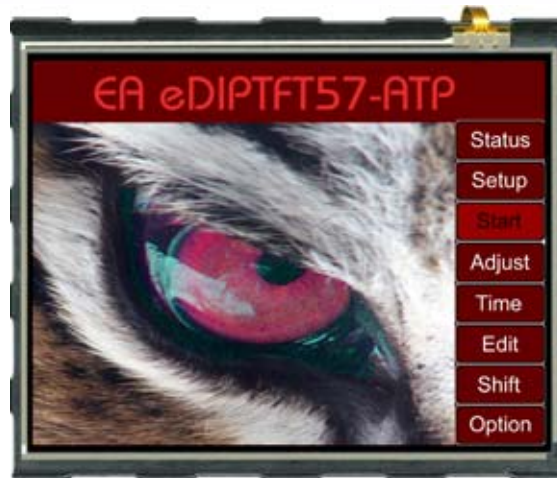 EA eDIPTFT57-ATP
Status
Setup
Start
Adjust
Time
Edit
Shift
Option